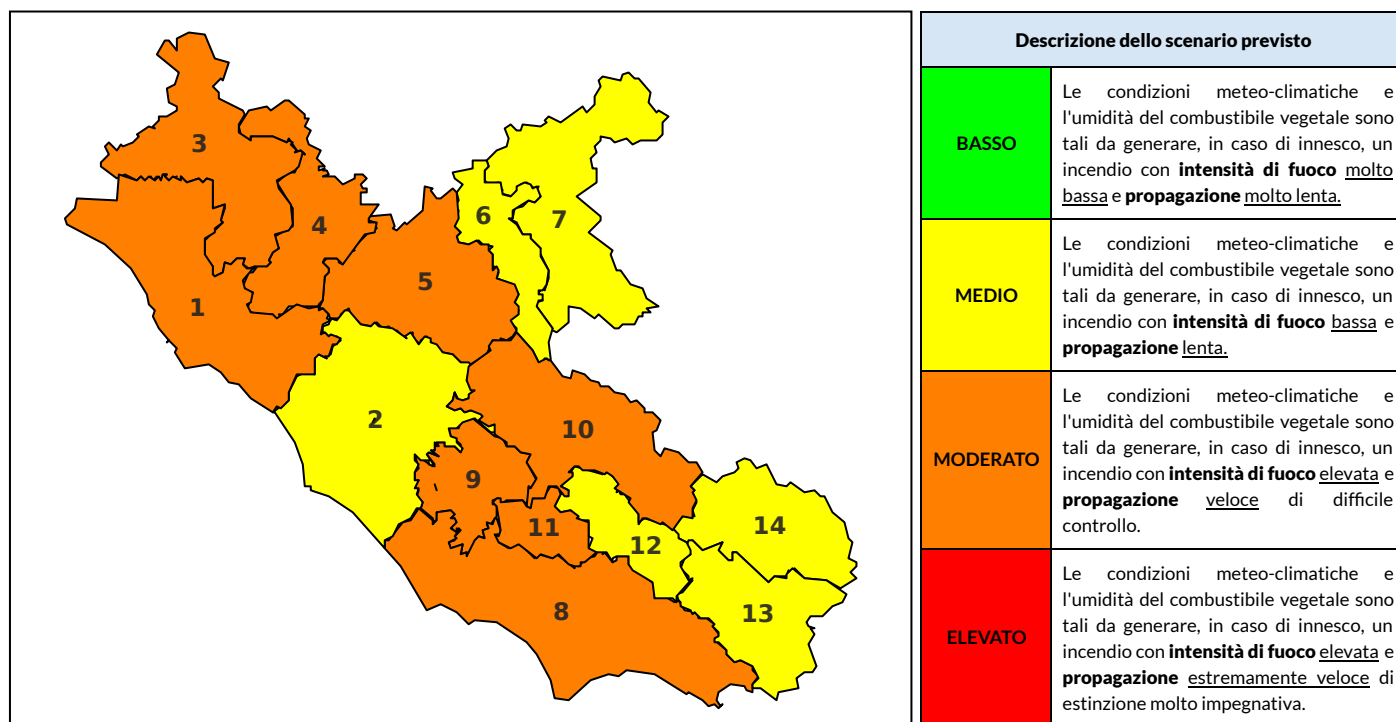 3
4
6
7
5
1
2
10
9
11
12
14
8
13
Descrizione dello scenario previsto
BASSO
Le condizioni meteo-climatiche e
l'umidità del combustibile vegetale sono
tali da generare, in caso di innesco, un
incendio con intensità di fuoco molto
bassa e propagazione molto lenta.
MEDIO
Le condizioni meteo-climatiche e
l'umidità del combustibile vegetale sono
tali da generare, in caso di innesco, un
incendio con intensità di fuoco bassa e
propagazione lenta.
MODERATO
Le condizioni meteo-climatiche e
l'umidità del combustibile vegetale sono
tali da generare, in caso di innesco, un
incendio con intensità di fuoco elevata e
propagazione veloce di difficile
controllo.
ELEVATO
Le condizioni meteo-climatiche e
l'umidità del combustibile vegetale sono
tali da generare, in caso di innesco, un
incendio con intensità di fuoco elevata e
propagazione estremamente veloce di
estinzione molto impegnativa.